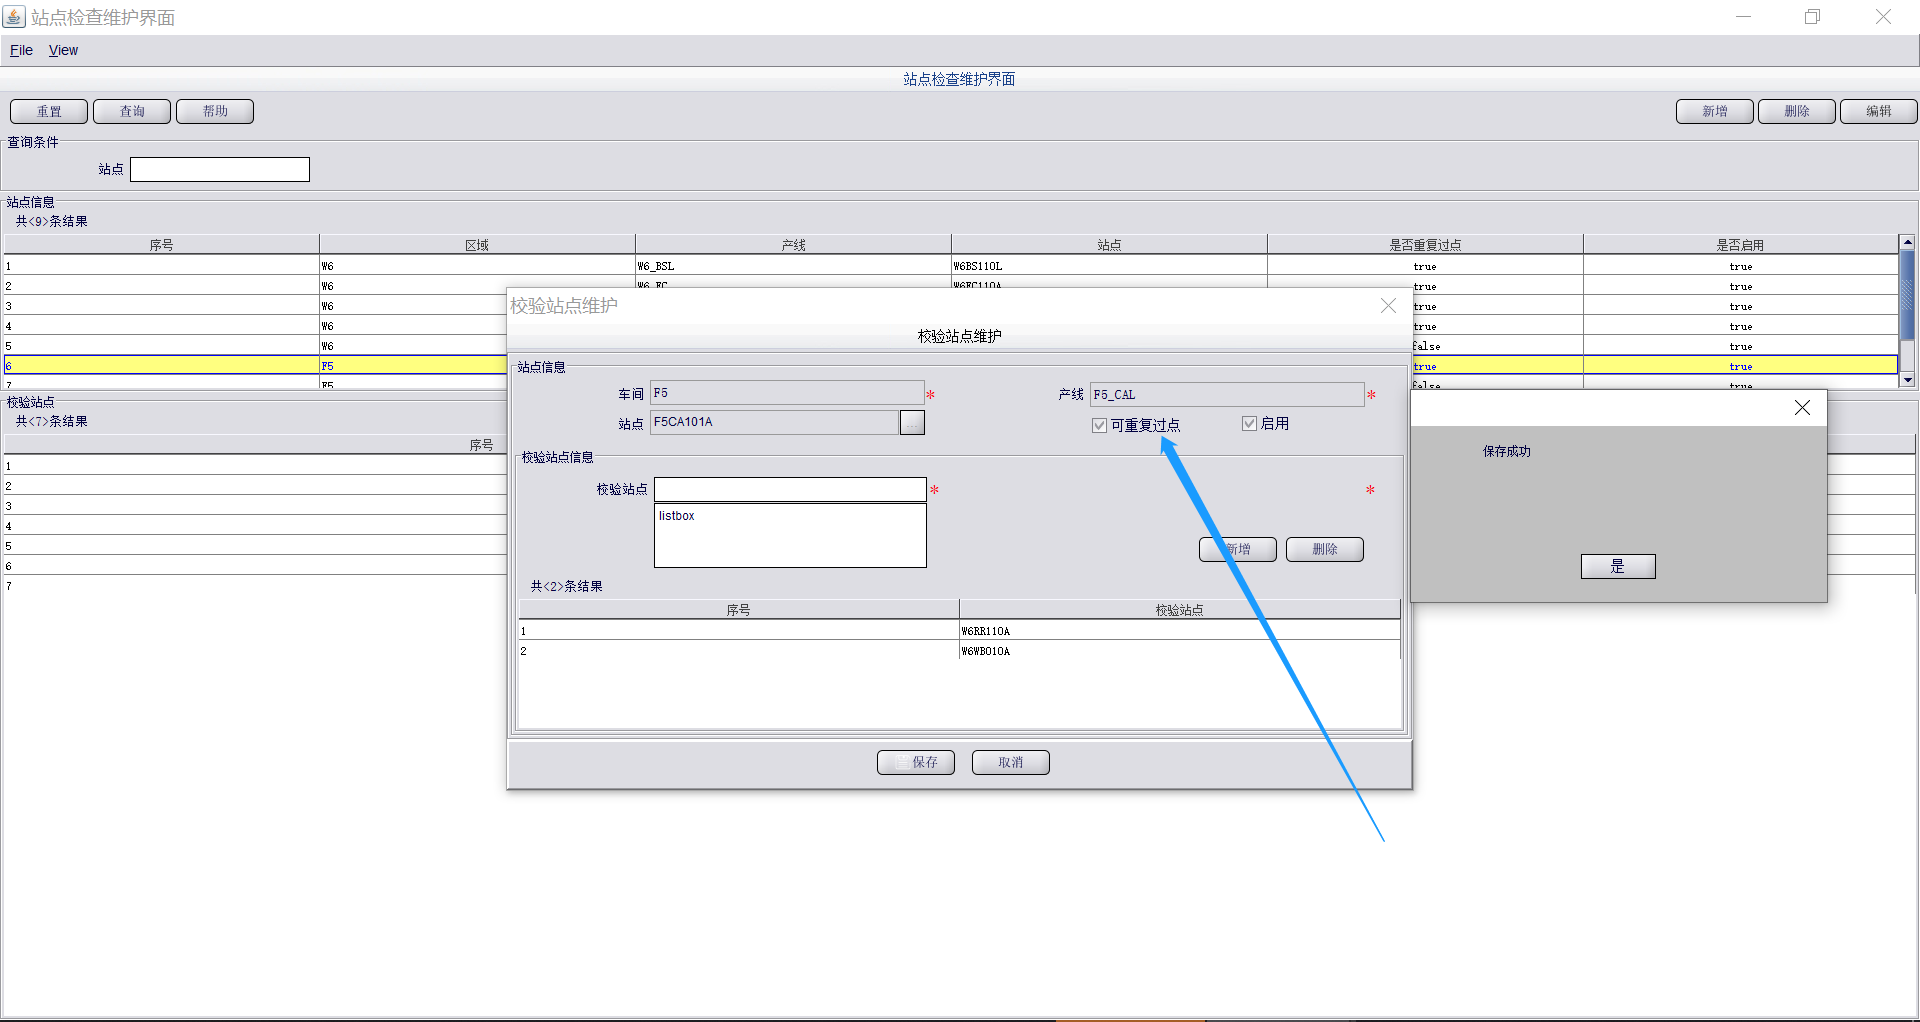 站点检查维护界面
File View
站点检查维护界面
重置 查询 帮助 新增 删除 编辑
查询条件
站点
站点信息
共<9>条结果
序号 区域 产线 站点 是否重复过点 是否启用
1 W6 W6_BSL W6BS110L true true
2 W6 W6_FC W6FC110A true true
3 W6 true true
4 W6 true true
5 W6 false true
6 F5 true true
7 F5 false true
校验站点
共<7>条结果
序号
1
2
3
4
5
6
7
校验站点维护
校验站点维护
站点信息
车间 F5 * 产线 F5_CAL *
站点 F5CA101A ... 可重复过点 启用
校验站点信息
校验站点 * *
listbox
新增 删除
共<2>条结果
序号 校验站点
1 W6RR110A
2 W6WB010A
保存 取消
保存成功
是